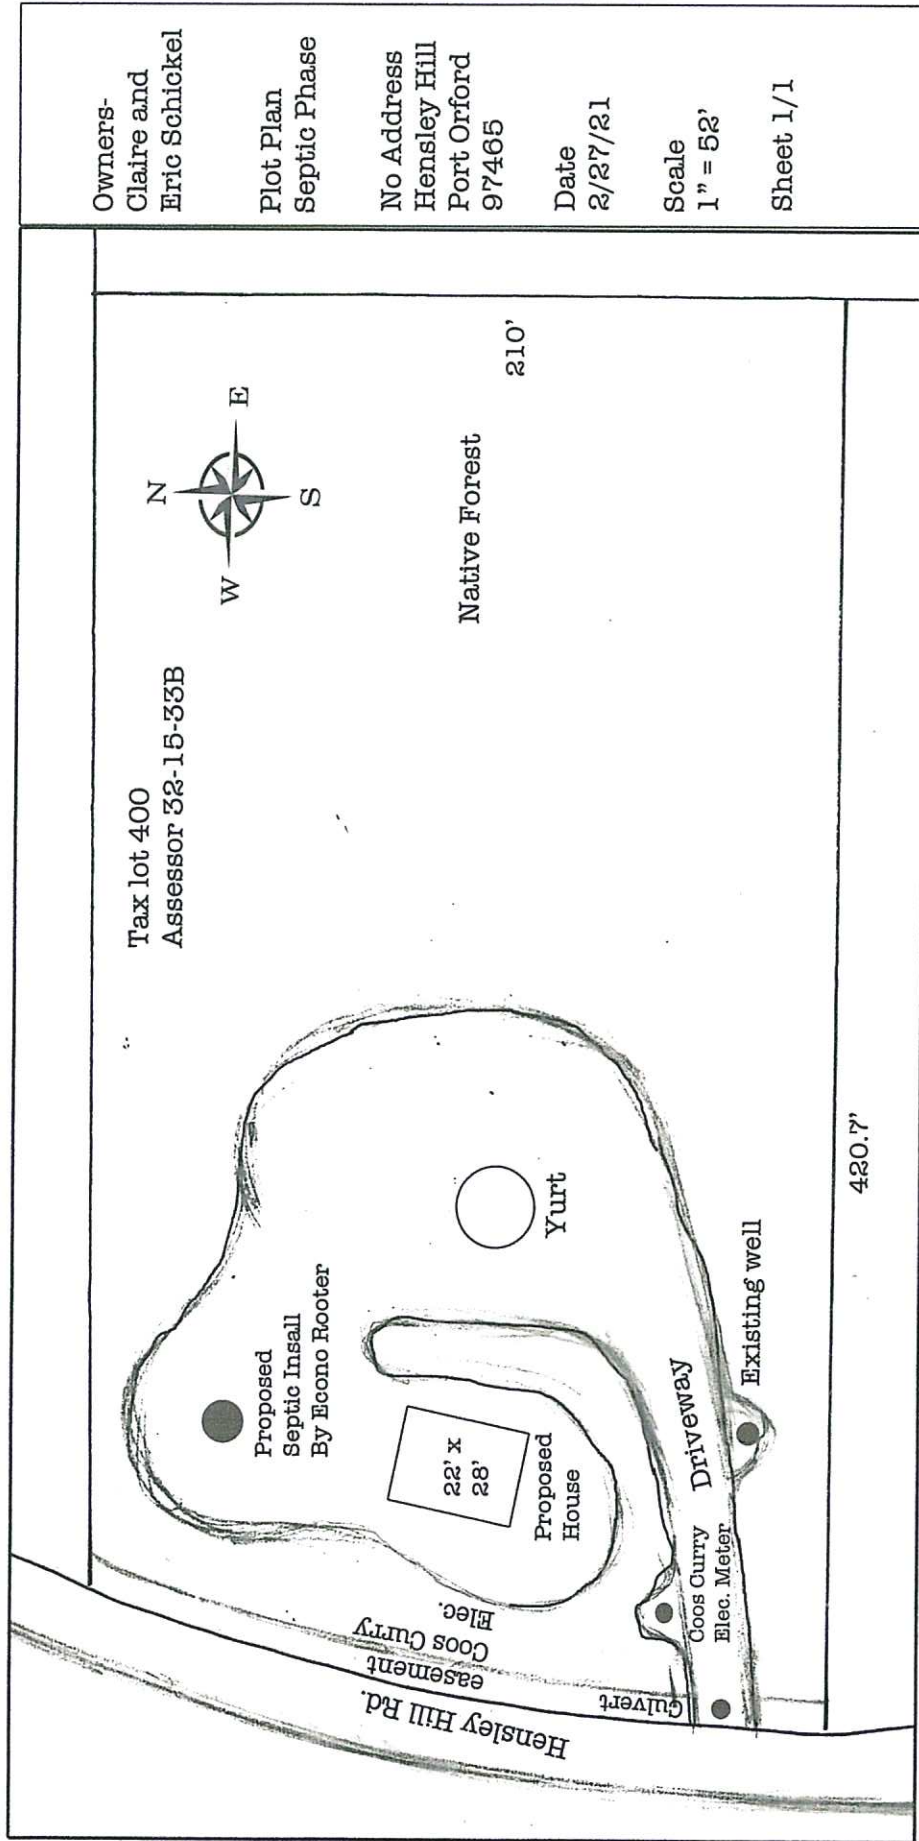 Owners-
Claire and
Eric Schickel
Plot Plan
Septic Phase
No Address
Hensley Hill
Port Orford
97465
Date
2/27/21
Scale
1" = 52'
Sheet 1/1
Tax lot 400
Assessor 32-15-33B
N
W
E
S
Native Forest
210'
Proposed
Septic Insall
By Econo Rooter
22' x
28'
Proposed
House
Yurt
Driveway
Existing well
420.7'
Coos Curry
Elec. Meter
Culvert
Coos Curry
Elec.
easement
Hensley Hill Rd.